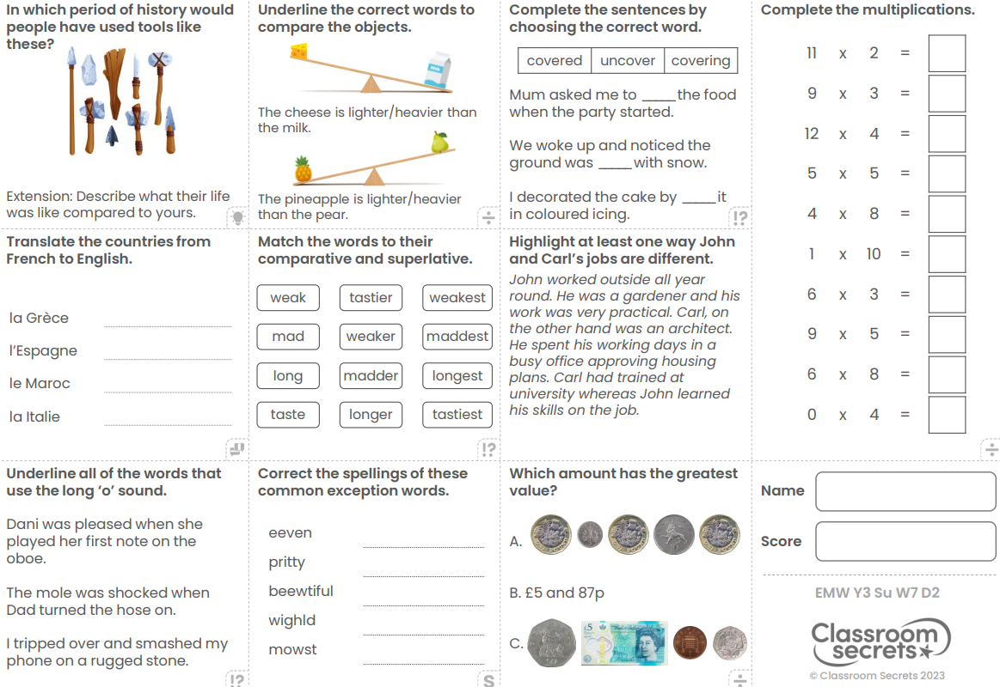 In which period of history would
people have used tools like
these?
Extension: Describe what their life
was like compared to yours.
Underline the correct words to
compare the objects.
The cheese is lighter/heavier than
the milk.
The pineapple is lighter/heavier
than the pear.
Complete the sentences by
choosing the correct word.
covered uncover covering
Mum asked me to _____ the food
when the party started.
We woke up and noticed the
ground was _____ with snow.
I decorated the cake by _____ it
in coloured icing.
!?
Complete the multiplications.
11 x 2 =
9 x 3 =
12 x 4 =
5 x 5 =
4 x 8 =
1 x 10 =
6 x 3 =
9 x 5 =
6 x 8 =
0 x 4 =
÷
÷
Translate the countries from
French to English.
la Grèce
l'Espagne
le Maroc
la Italie
Match the words to their
comparative and superlative.
weak tastier weakest
mad weaker maddest
long madder longest
taste longer tastiest
!?
Highlight at least one way John
and Carl's jobs are different.
John worked outside all year
round. He was a gardener and his
work was very practical. Carl, on
the other hand was an architect.
He spent his working days in a
busy office approving housing
plans. Carl had trained at
university whereas John learned
his skills on the job.
Underline all of the words that
use the long 'o' sound.
Dani was pleased when she
played her first note on the
oboe.
The mole was shocked when
Dad turned the hose on.
I tripped over and smashed my
phone on a rugged stone.
!?
Correct the spellings of these
common exception words.
eeven
pritty
beewtiful
wighld
mowst
S
Which amount has the greatest
value?
A.
B. £5 and 87p
C.
£5
÷
Name
Score
EMW Y3 Su W7 D2
Classroom
secrets
© Classroom Secrets 2023